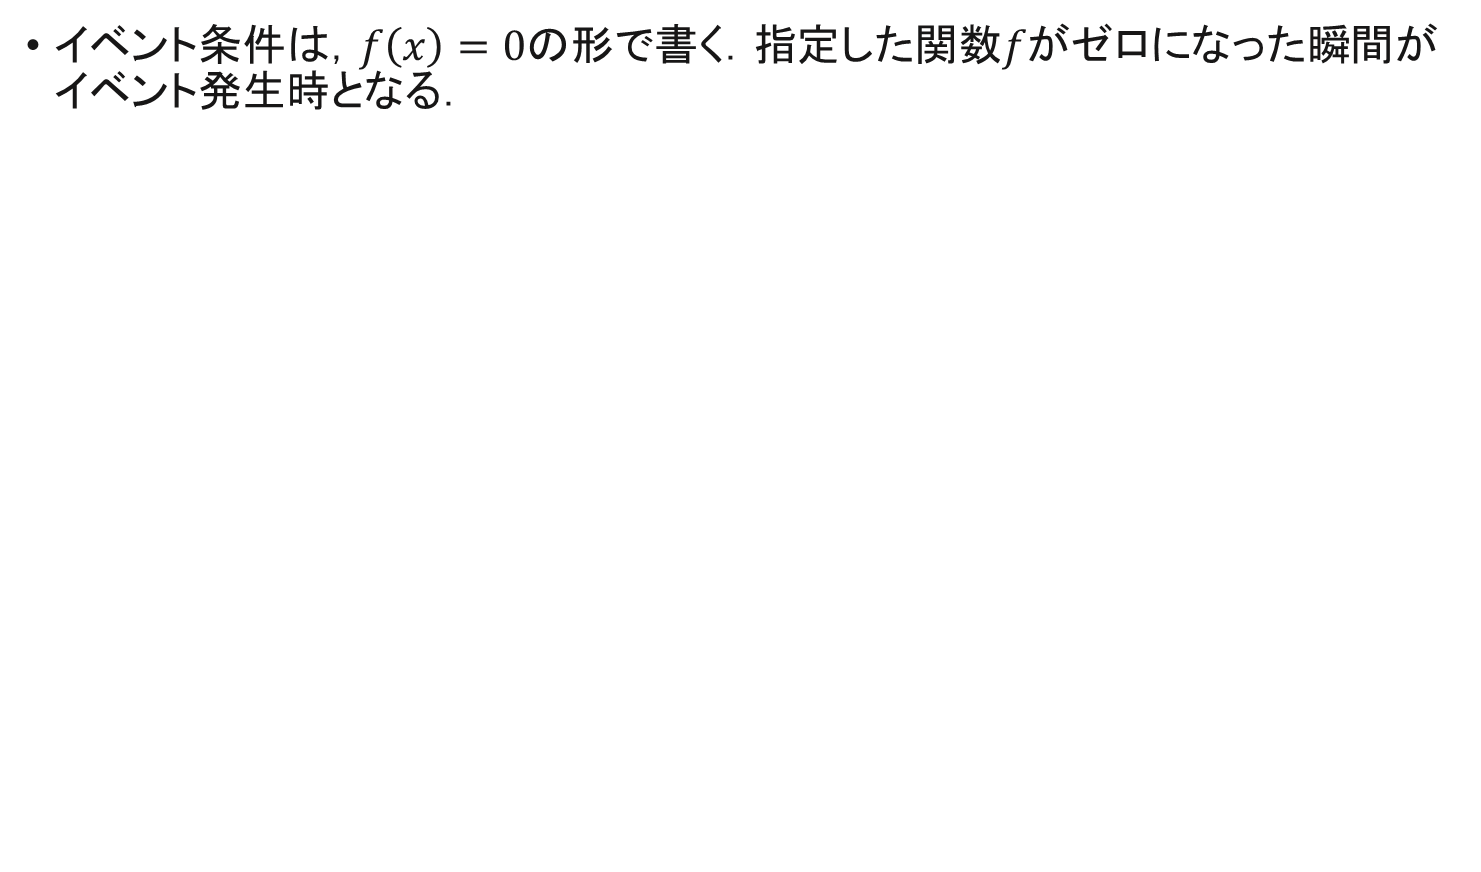 • イベント条件は, f(x) = 0の形で書く. 指定した関数fがゼロになった瞬間が
イベント発生時となる.